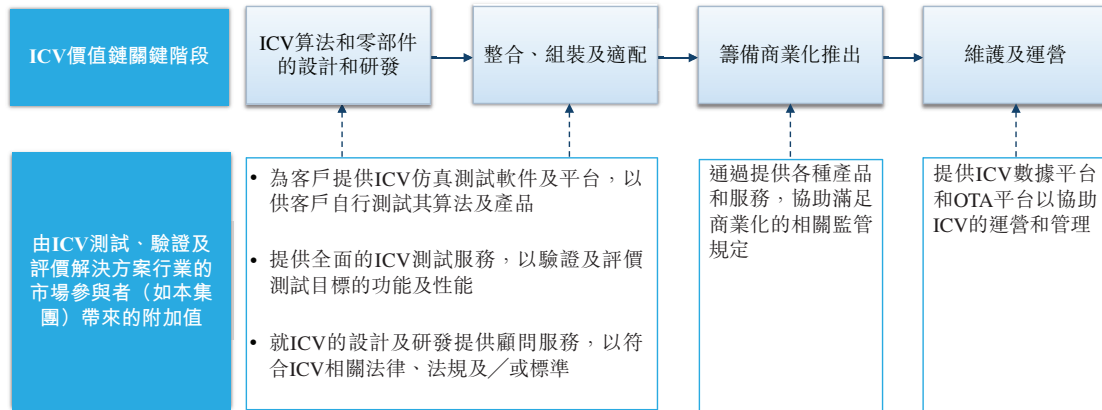 ICV價值鏈關鍵階段
ICV算法和零部件
的設計和研發
整合、組裝及適配
籌備商業化推出
維護及運營
由ICV測試、驗證及
評價解決方案行業的
市場參與者（如本集
團）帶來的附加值
• 為客戶提供ICV仿真測試軟件及平台，以
供客戶自行測試其算法及產品
• 提供全面的ICV測試服務，以驗證及評價
測試目標的功能及性能
• 就ICV的設計及研發提供顧問服務，以符
合ICV相關法律、法規及╱或標準
通過提供各種產品
和服務，協助滿足
商業化的相關監管
規定
提供ICV數據平台
和OTA平台以協助
ICV的運營和管理